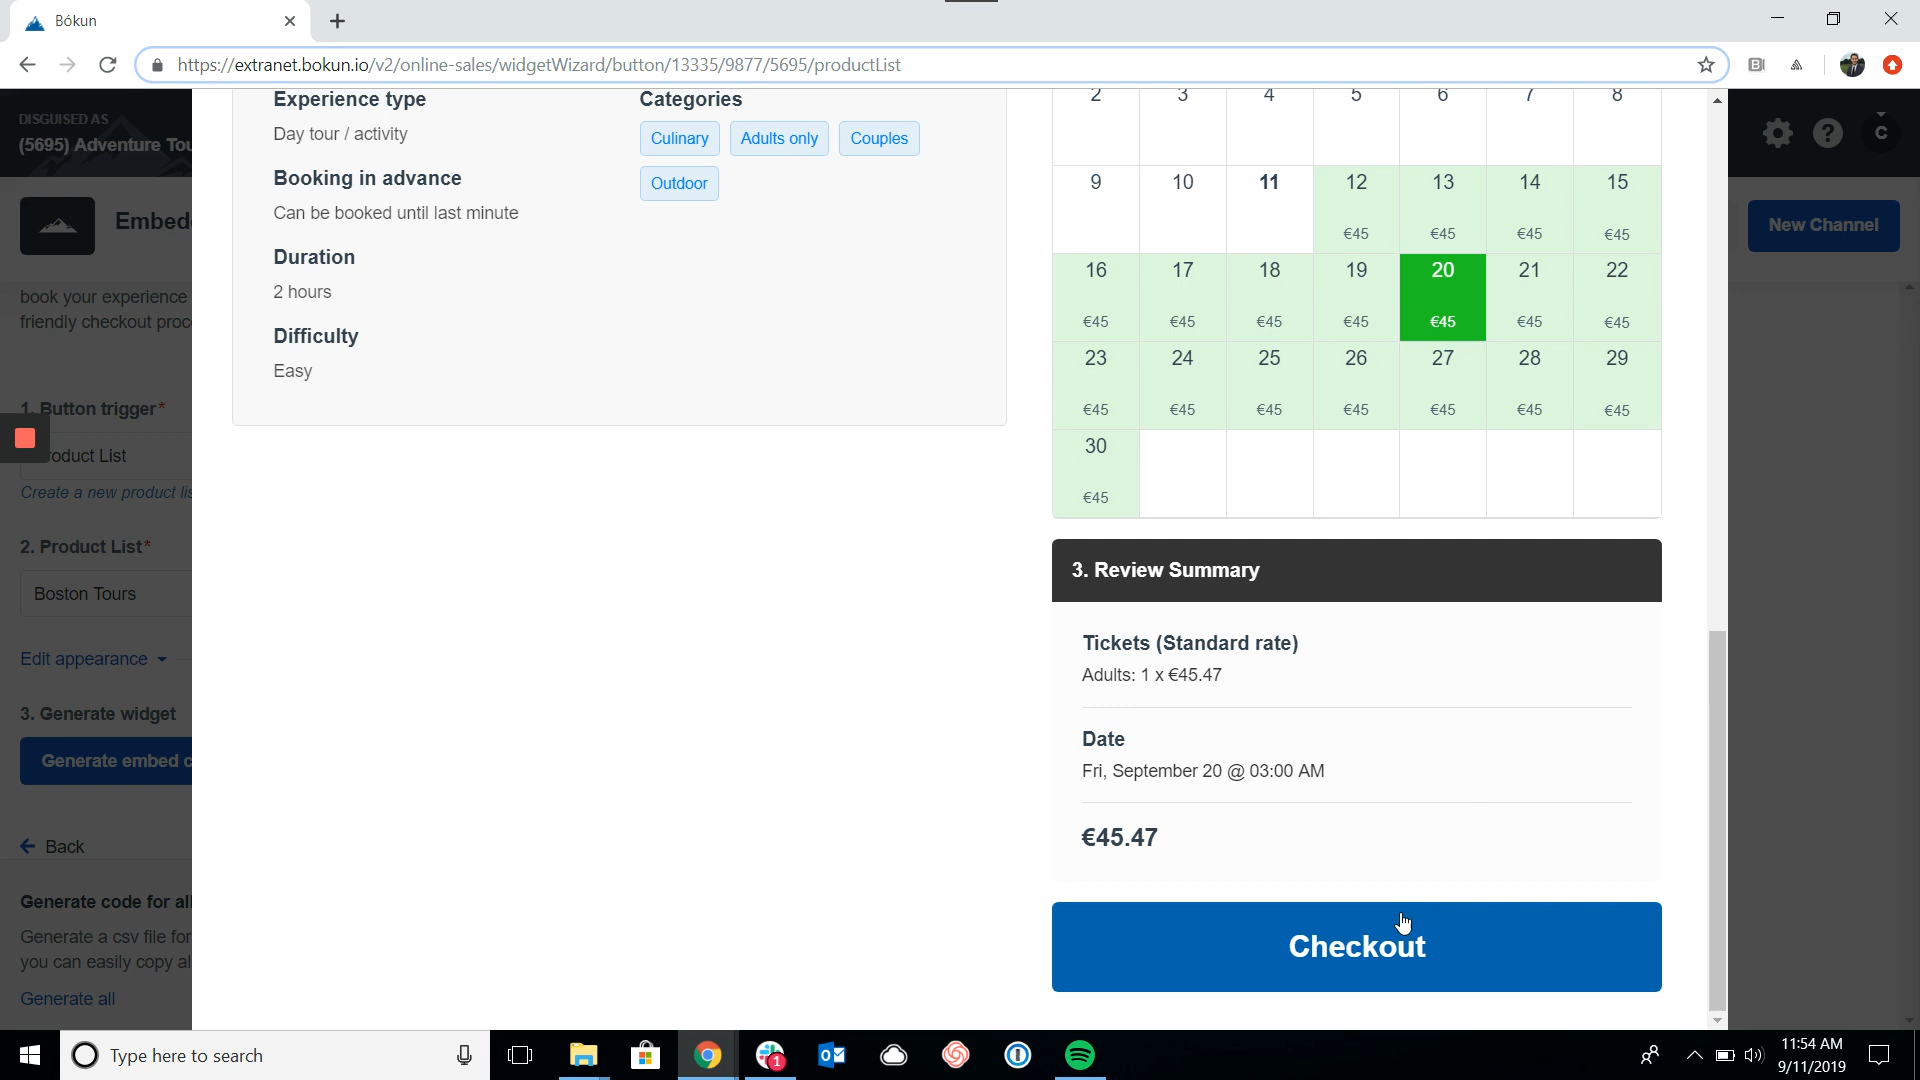 Bókun
https://extranet.bokun.io/v2/online-sales/widgetWizard/button/13335/9877/5695/productList
DISGUISED AS
(5695) Adventure Tou
C
Embed
New Channel
book your experience
friendly checkout proc
1. Button trigger*
oduct List
Create a new product lis
2. Product List*
Boston Tours
Edit appearance
3. Generate widget
Generate embed c
Back
Generate code for all
Generate a csv file for
you can easily copy al
Generate all
Experience type
Day tour / activity
Booking in advance
Can be booked until last minute
Duration
2 hours
Difficulty
Easy
Categories
Culinary Adults only Couples
Outdoor
2 3 4 5 6 7 8
9 10 11 12 13 14 15
€45 €45 €45 €45
16 17 18 19 20 21 22
€45 €45 €45 €45 €45 €45 €45
23 24 25 26 27 28 29
€45 €45 €45 €45 €45 €45 €45
30
€45
3. Review Summary
Tickets (Standard rate)
Adults: 1 x €45.47
Date
Fri, September 20 @ 03:00 AM
€45.47
Checkout
Type here to search
1
11:54 AM
9/11/2019